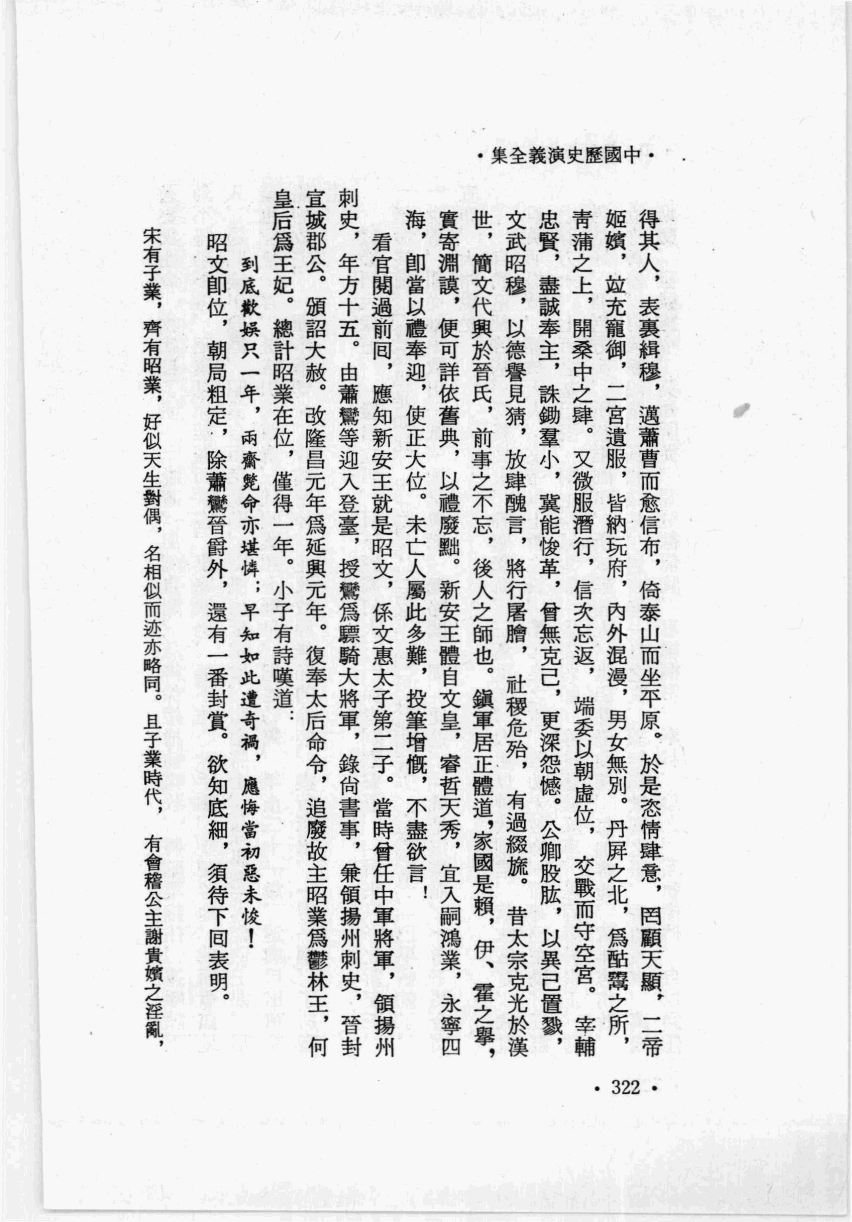 •中國歷史演義全集•
得其人，表裏緝穆，邁蕭曹而愈信布，倚泰山而坐平原。於是恣情肆意，罔顧天顯，二帝
姬嬪，竝充寵御，二宮遺服，皆納玩府，內外混漫，男女無別。丹屛之北，爲酤鬻之所，
青蒲之上，開桑中之肆。又微服潛行，信次忘返，端委以朝虛位，交戰而守空宮。宰輔
忠賢，盡誠奉主，誅鋤羣小，冀能悛革，曾無克己，更深怨憾。公卿股肱，以異己置戮，
文武昭穆，以德譽見猜，放肆醜言，將行屠膾，社稷危殆，有過綴旒。昔太宗克光於漢
世，簡文代興於晉氏，前事之不忘，後人之師也。鎭軍居正體道，家國是賴，伊、霍之擧，
實寄淵謨，便可詳依舊典，以禮廢黜。新安王體自文皇，睿哲天秀，宜入嗣鴻業，永寧四
海，卽當以禮奉迎，使正大位。未亡人屬此多難，投筆增慨，不盡欲言！
看官閱過前囘，應知新安王就是昭文，係文惠太子第二子。當時曾任中軍將軍，領揚州
刺史，年方十五。由蕭鸞等迎入登臺，授鸞爲驃騎大將軍，錄尙書事，兼領揚州刺史，晉封
宣城郡公。頒詔大赦。改隆昌元年爲延興元年。復奉太后命令，追廢故主昭業爲鬱林王，何
皇后爲王妃。總計昭業在位，僅得一年。小子有詩嘆道：
到底歡娛只一年，兩齋斃命亦堪憐；早知如此遭奇禍，應悔當初惡未悛！
昭文卽位，朝局粗定，除蕭鸞晉爵外，還有一番封賞。欲知底細，須待下囘表明。
宋有子業，齊有昭業，好似天生對偶，名相似而迹亦略同。且子業時代，有會稽公主謝貴嬪之淫亂，
•322•